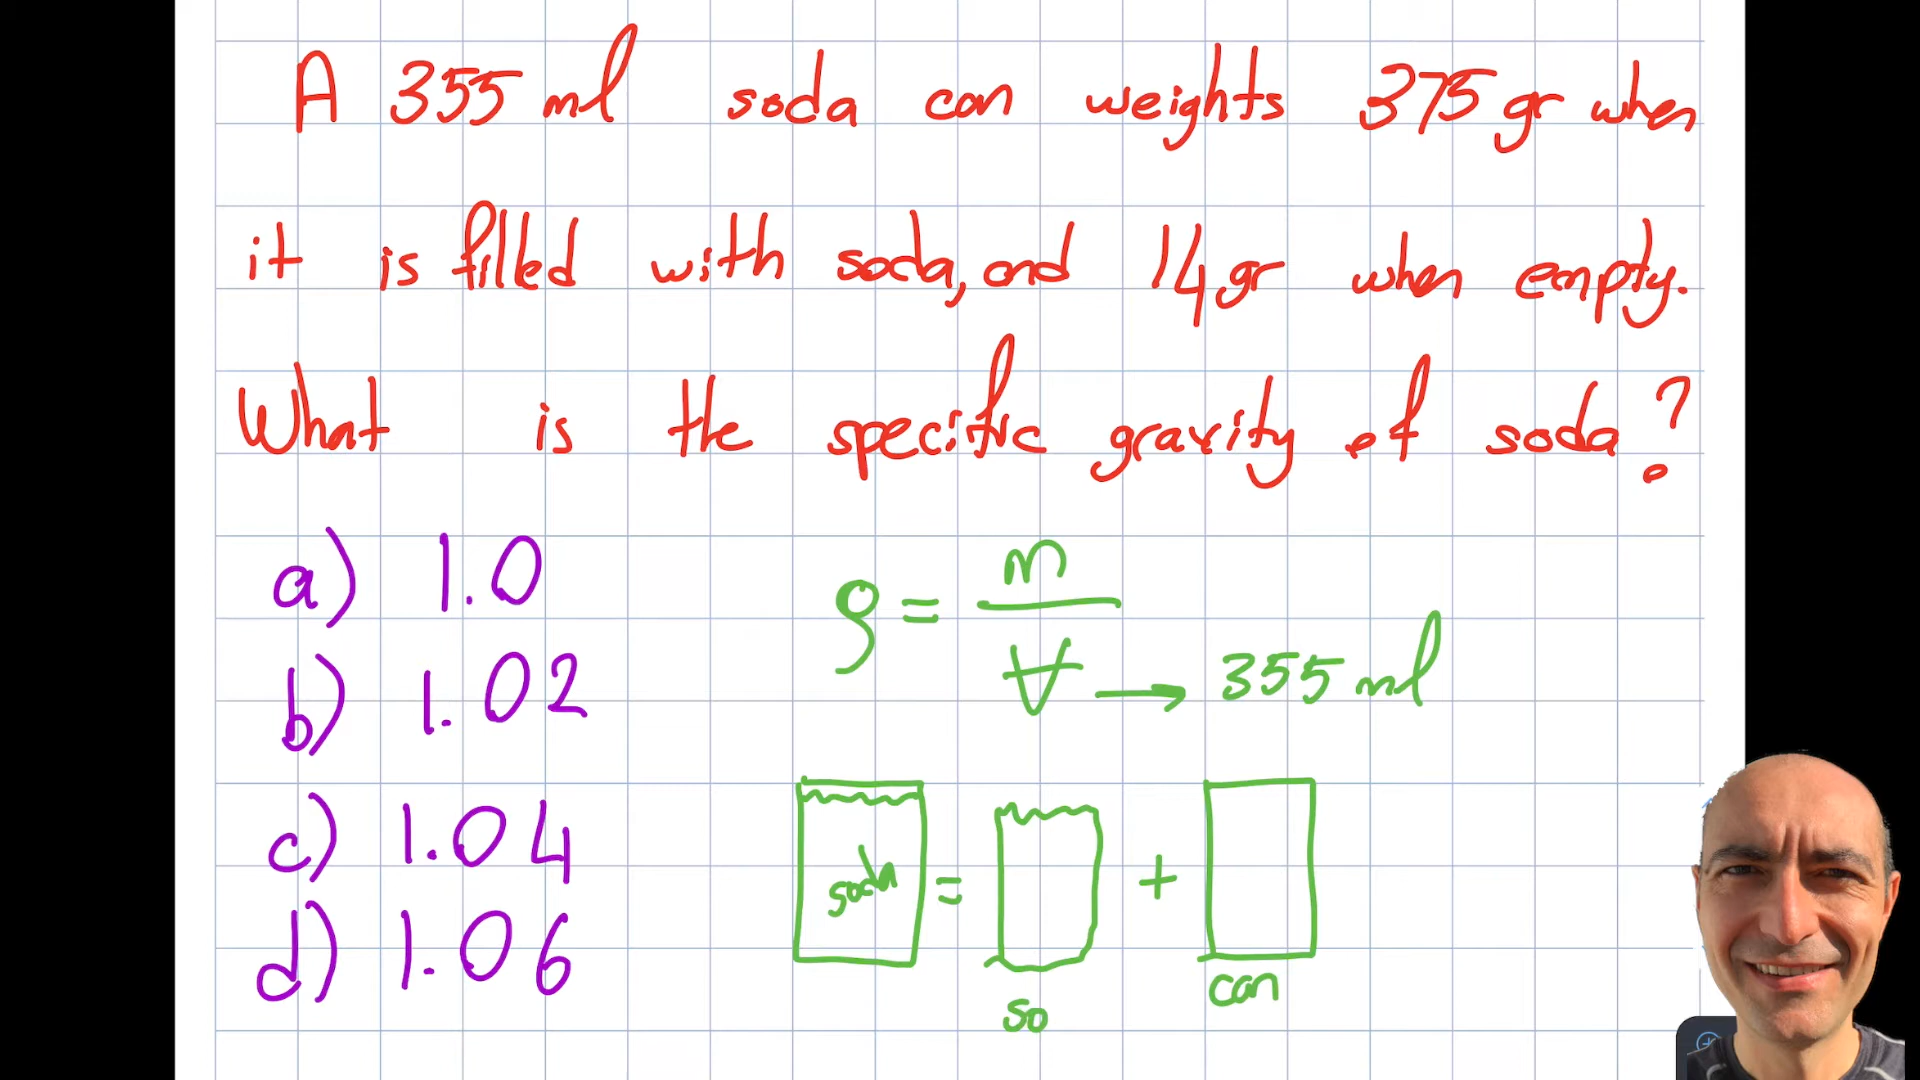 A 355 ml soda can weights 375 gr when
it is filled with soda, and 14 gr when empty.
What is the specific gravity of soda?
a) 1.0
b) 1.02
c) 1.04
d) 1.06
ρ = m / V → 355 ml
soda = +
so
can